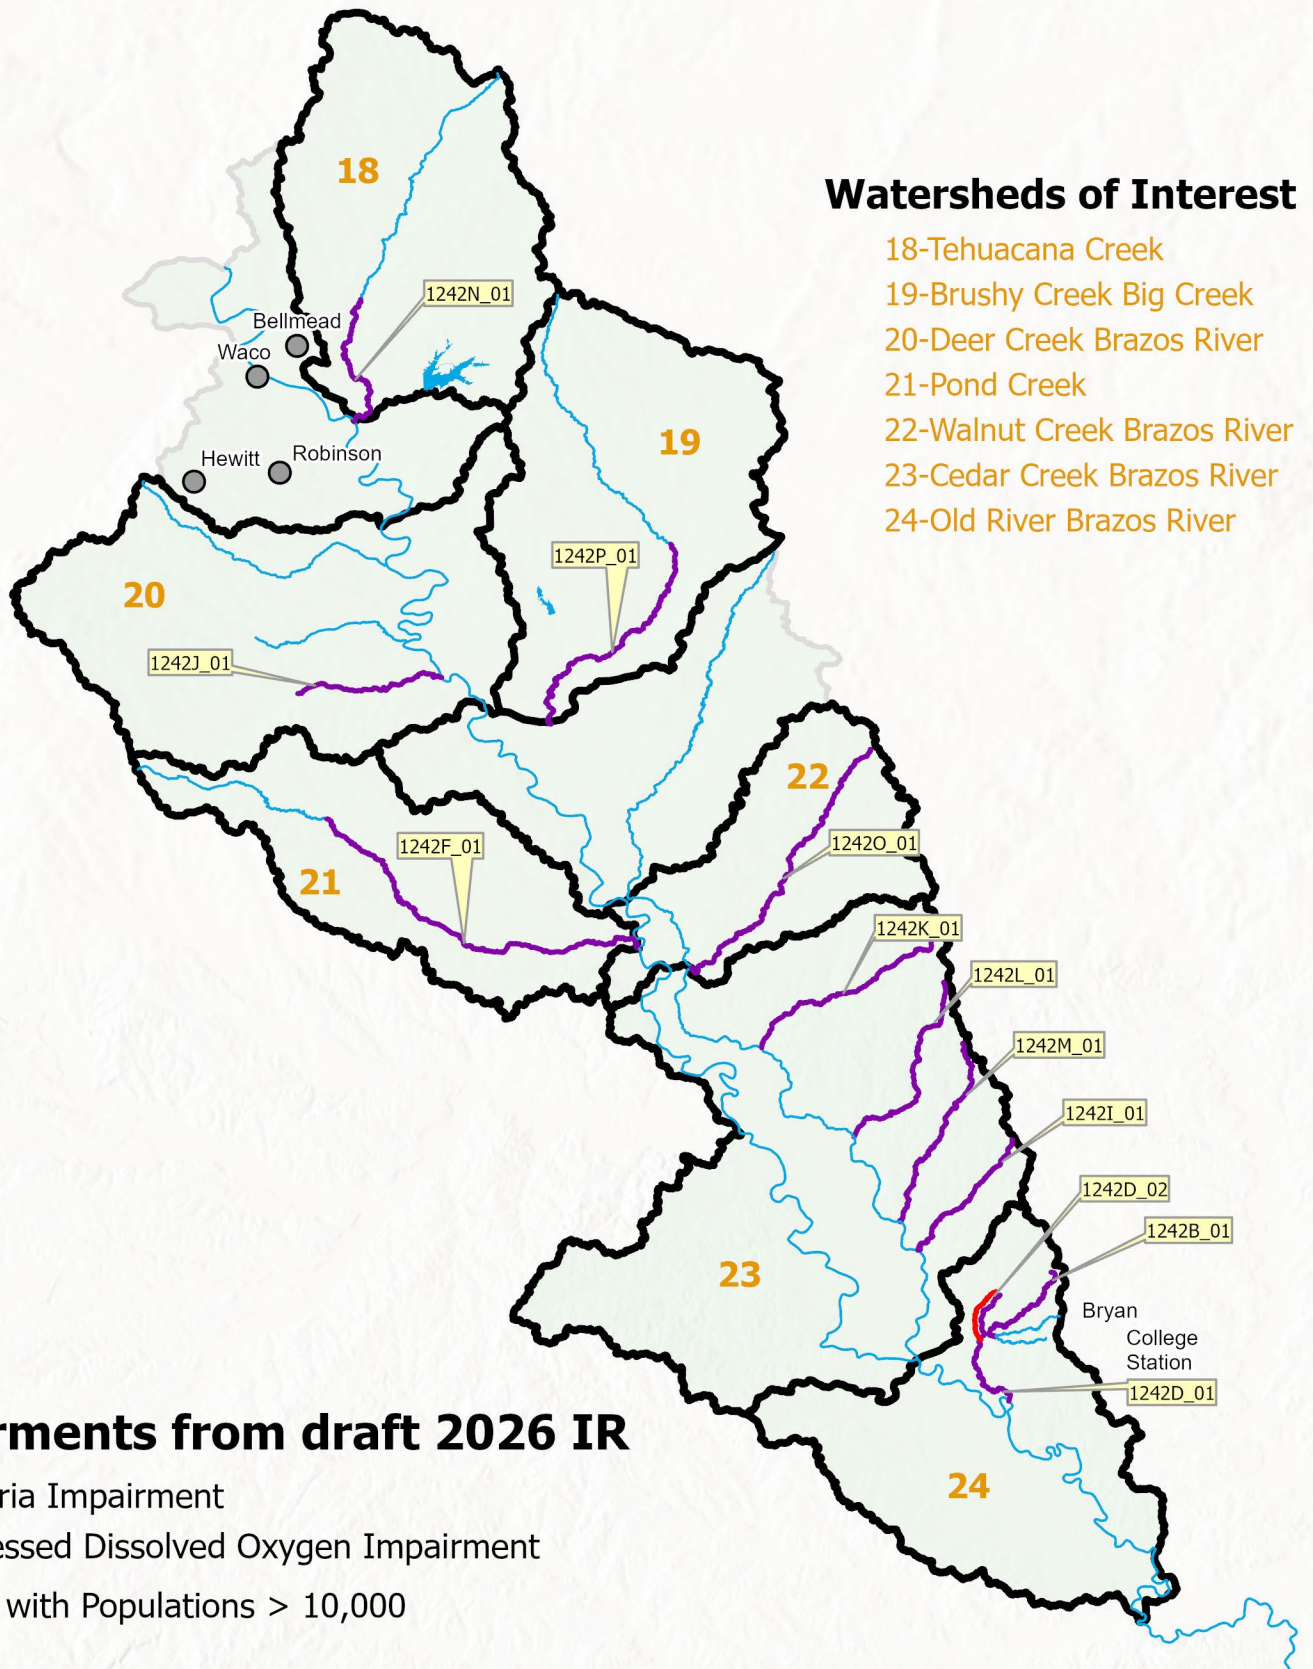 18
Watersheds of Interest
18-Tehuacana Creek
19-Brushy Creek Big Creek
20-Deer Creek Brazos River
21-Pond Creek
22-Walnut Creek Brazos River
23-Cedar Creek Brazos River
24-Old River Brazos River
1242N_01
Bellmead
Waco
19
Hewitt
Robinson
1242P_01
20
1242J_01
22
1242O_01
1242F_01
21
1242K_01
1242L_01
1242M_01
1242I_01
1242D_02
1242B_01
23
Bryan
College
Station
1242D_01
rments from draft 2026 IR
24
ria Impairment
essed Dissolved Oxygen Impairment
with Populations > 10,000